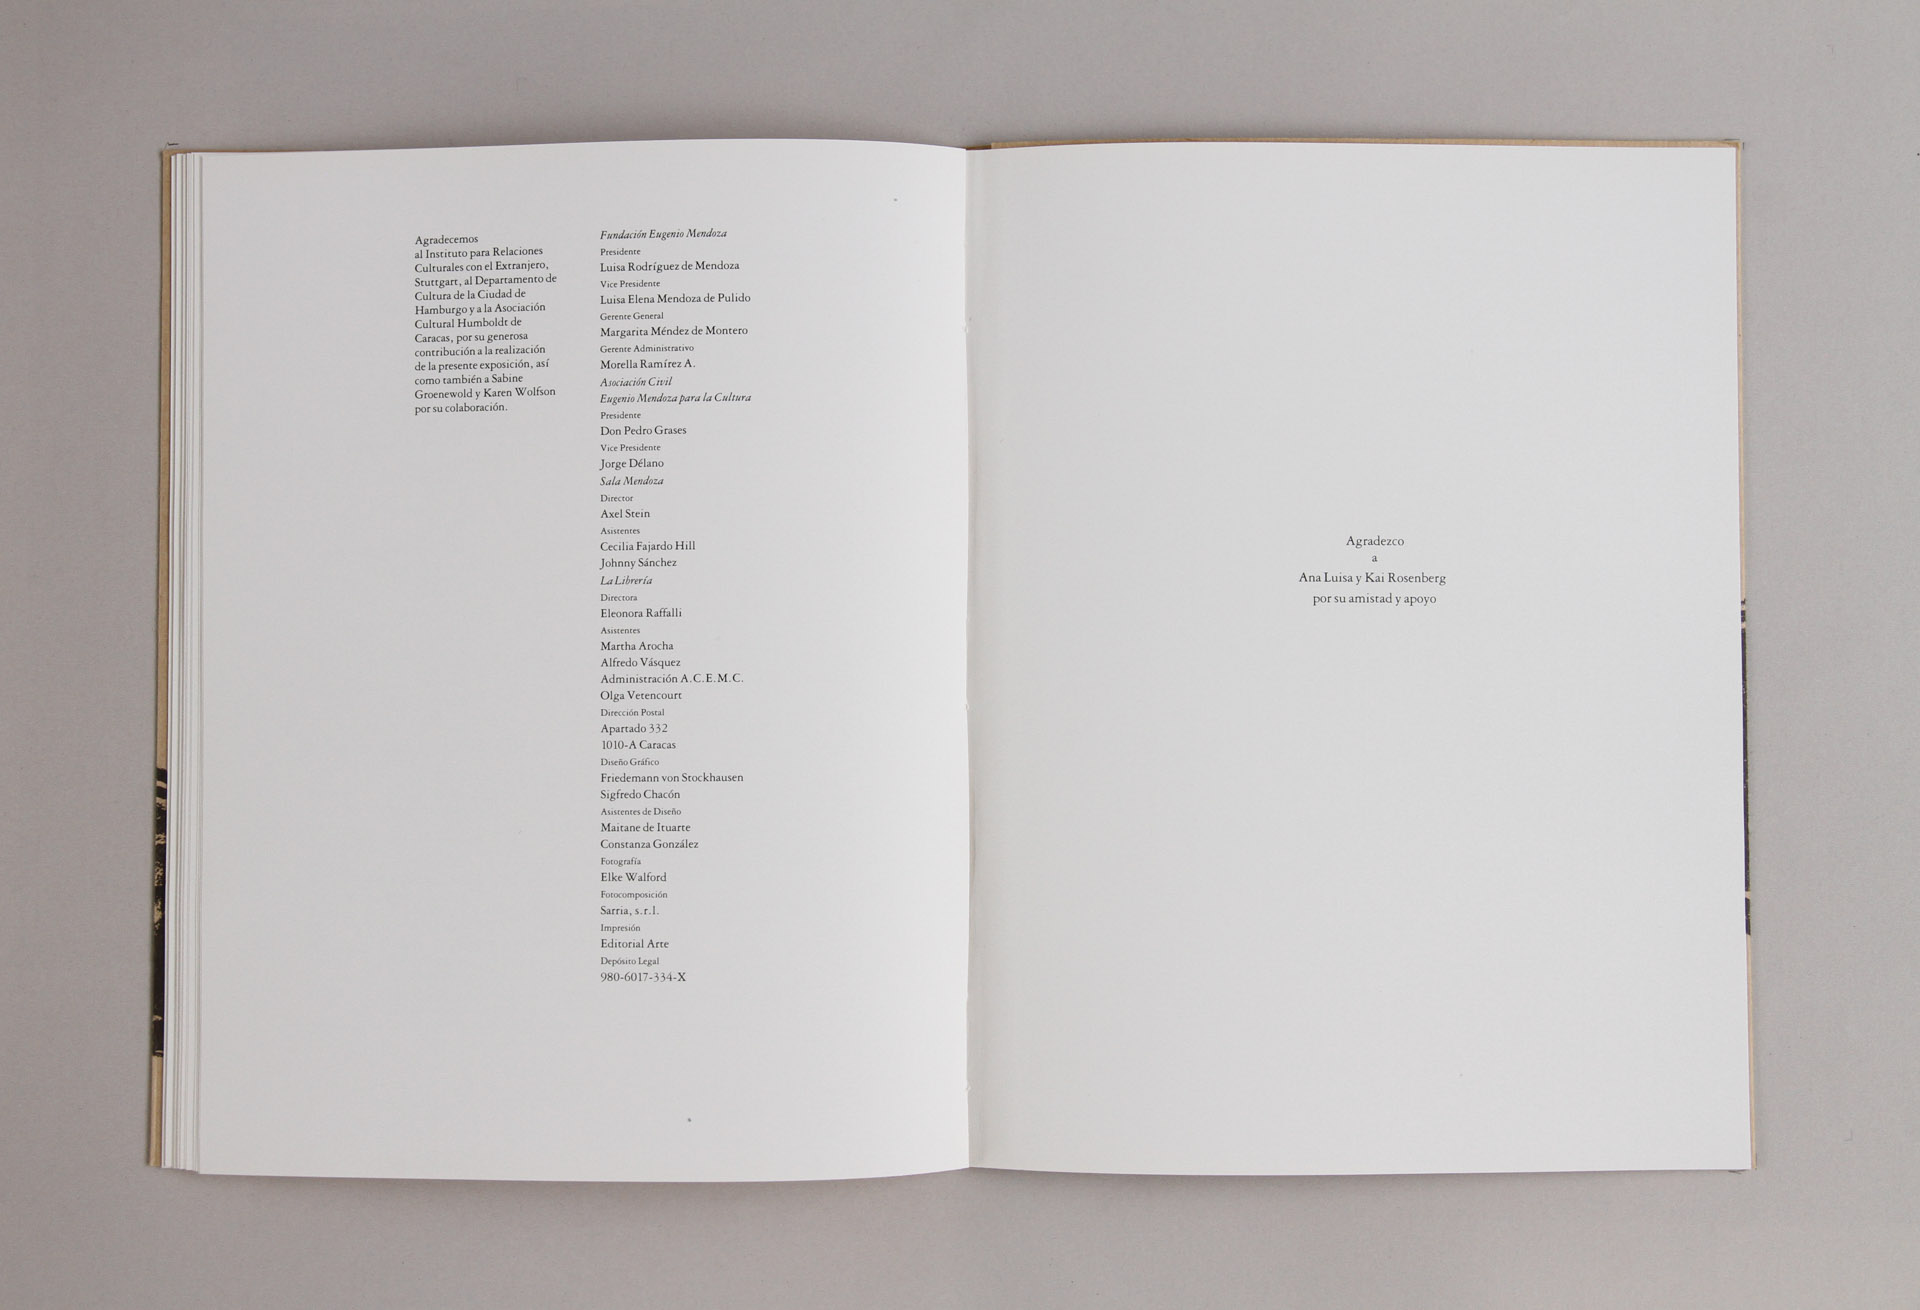 Agradecemos
al Instituto para Relaciones
Culturales con el Extranjero,
Stuttgart, al Departamento de
Cultura de la Ciudad de
Hamburgo y a la Asociación
Cultural Humboldt de
Caracas, por su generosa
contribución a la realización
de la presente exposición, así
como también a Sabine
Groenewold y Karen Wolfson
por su colaboración.
Fundación Eugenio Mendoza
Presidente
Luisa Rodríguez de Mendoza
Vice Presidente
Luisa Elena Mendoza de Pulido
Gerente General
Margarita Méndez de Montero
Gerente Administrativo
Morella Ramírez A.
Asociación Civil
Eugenio Mendoza para la Cultura
Presidente
Don Pedro Grases
Vice Presidente
Jorge Délano
Sala Mendoza
Director
Axel Stein
Asistentes
Cecilia Fajardo Hill
Johnny Sánchez
La Librería
Directora
Eleonora Raffalli
Asistentes
Martha Arocha
Alfredo Vásquez
Administración A.C.E.M.C.
Olga Vetencourt
Dirección Postal
Apartado 332
1010-A Caracas
Diseño Gráfico
Friedemann von Stockhausen
Sigfredo Chacón
Asistentes de Diseño
Maitane de Ituarte
Constanza González
Fotografía
Elke Walford
Fotocomposición
Sarria, s.r.l.
Impresión
Editorial Arte
Depósito Legal
980-6017-334-X
Agradezco
a
Ana Luisa y Kai Rosenberg
por su amistad y apoyo